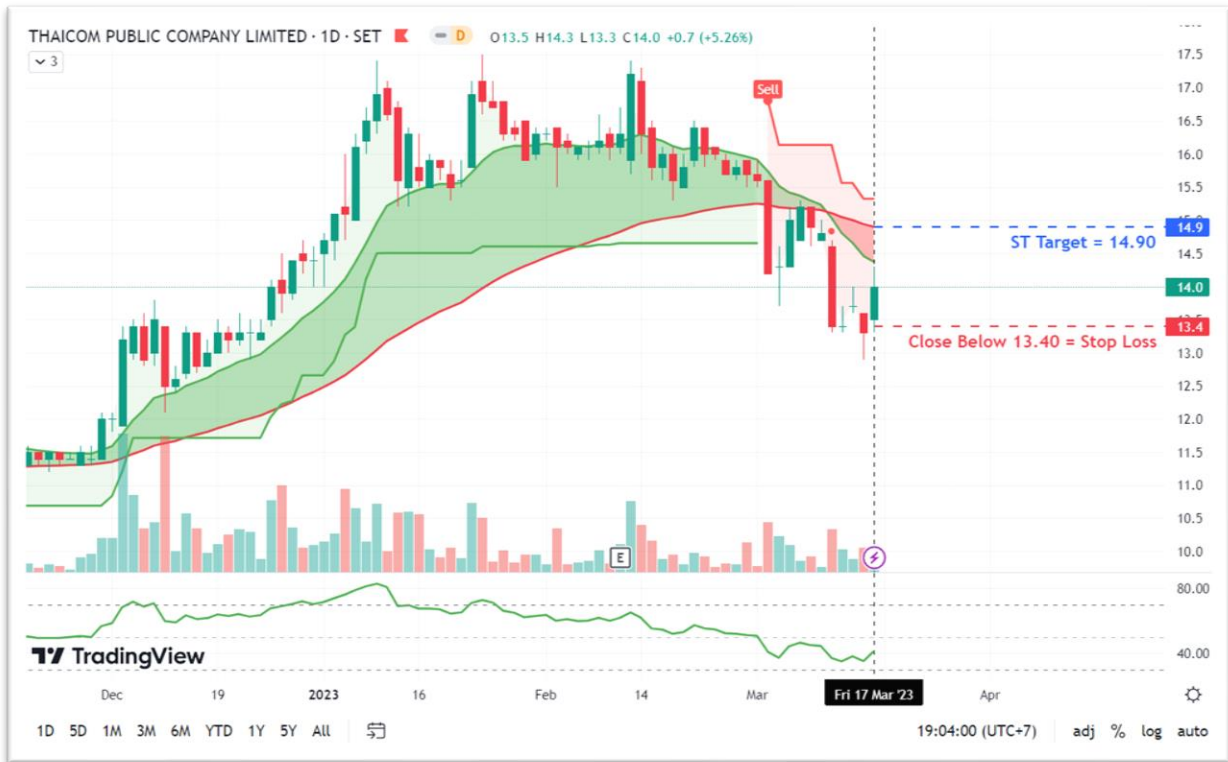 THAICOM PUBLIC COMPANY LIMITED · 1D · SET D O13.5 H14.3 L13.3 C14.0 +0.7 (+5.26%)
3
17.5
17.0
Sell
16.5
16.0
15.5
14.9
ST Target = 14.90
14.5
14.0
13.4
Close Below 13.40 = Stop Loss
13.0
12.5
12.0
11.5
11.0
10.5
E
10.0
80.00
TradingView
40.00
Dec 19 2023 16 Feb 14 Mar Fri 17 Mar '23 Apr
1D 5D 1M 3M 6M YTD 1Y 5Y All 19:04:00 (UTC+7) adj % log auto